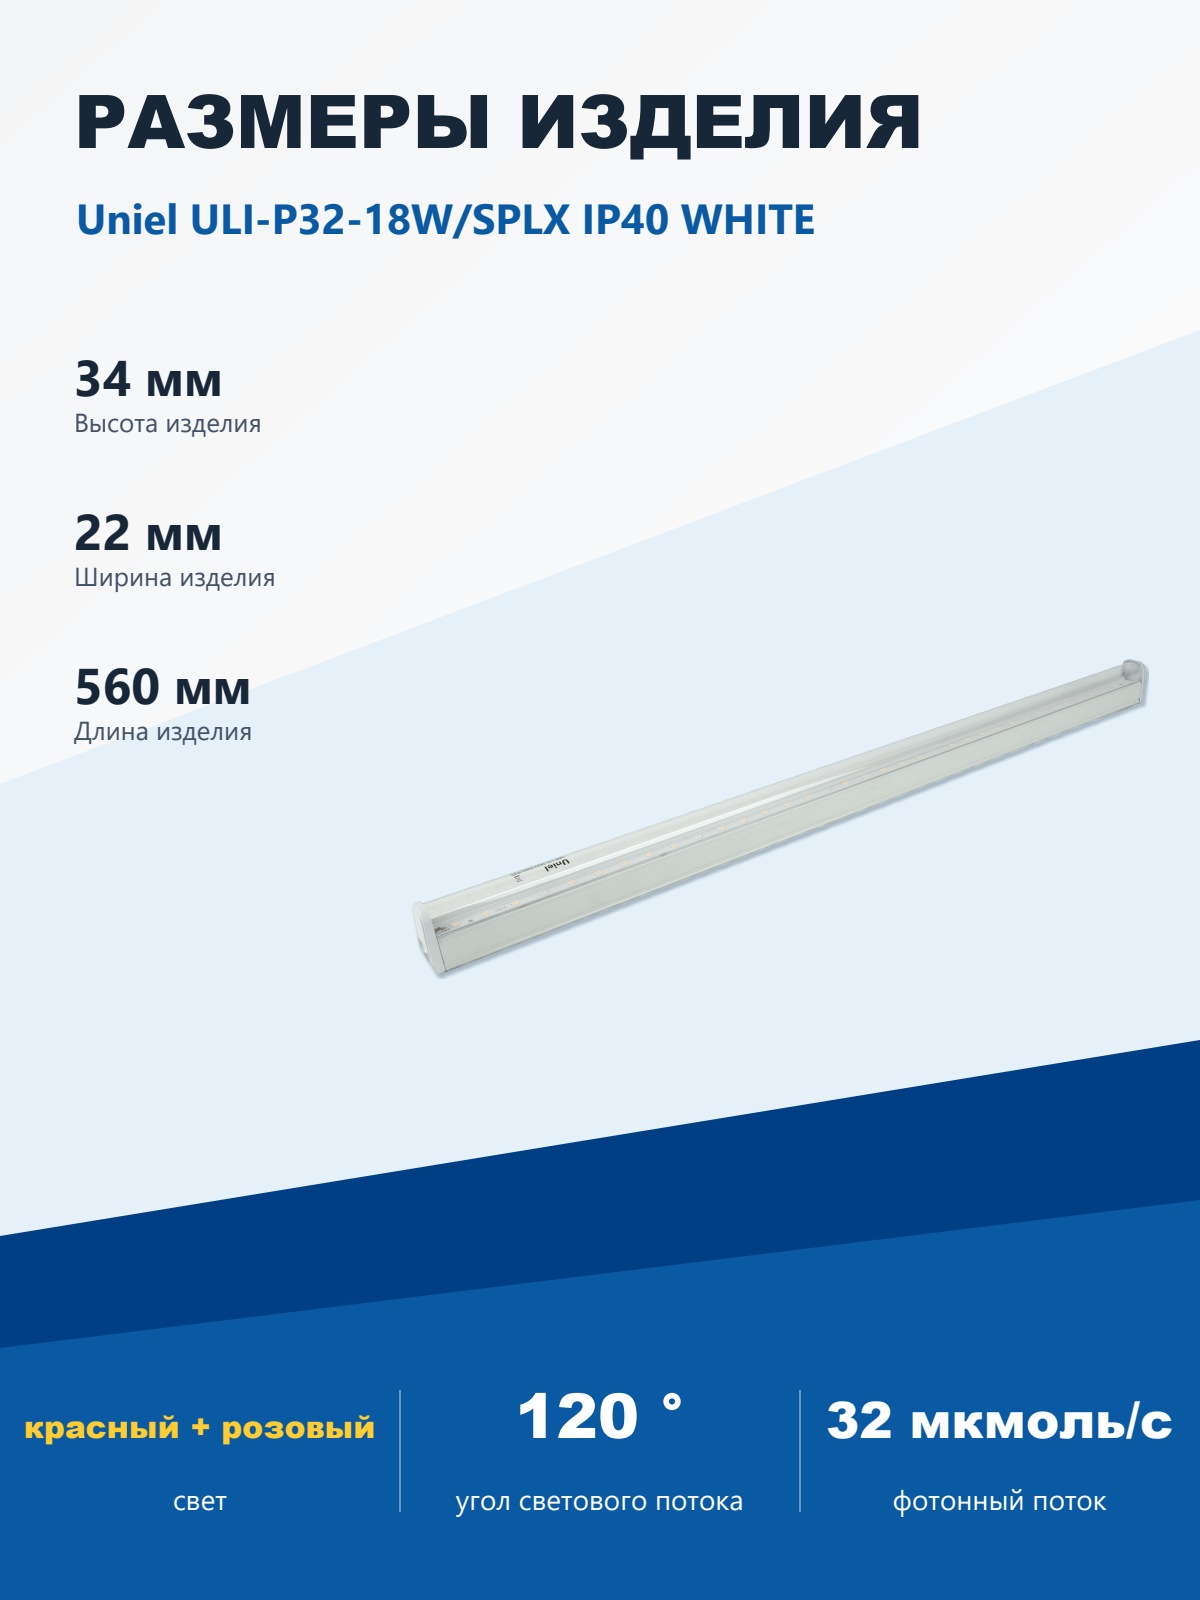 РАЗМЕРЫ ИЗДЕЛИЯ
Uniel ULI-P32-18W/SPLX IP40 WHITE
34 мм
Высота изделия
22 мм
Ширина изделия
560 мм
Длина изделия
Uniel
красный + розовый
свет
120 °
угол светового потока
32 мкмоль/с
фотонный поток